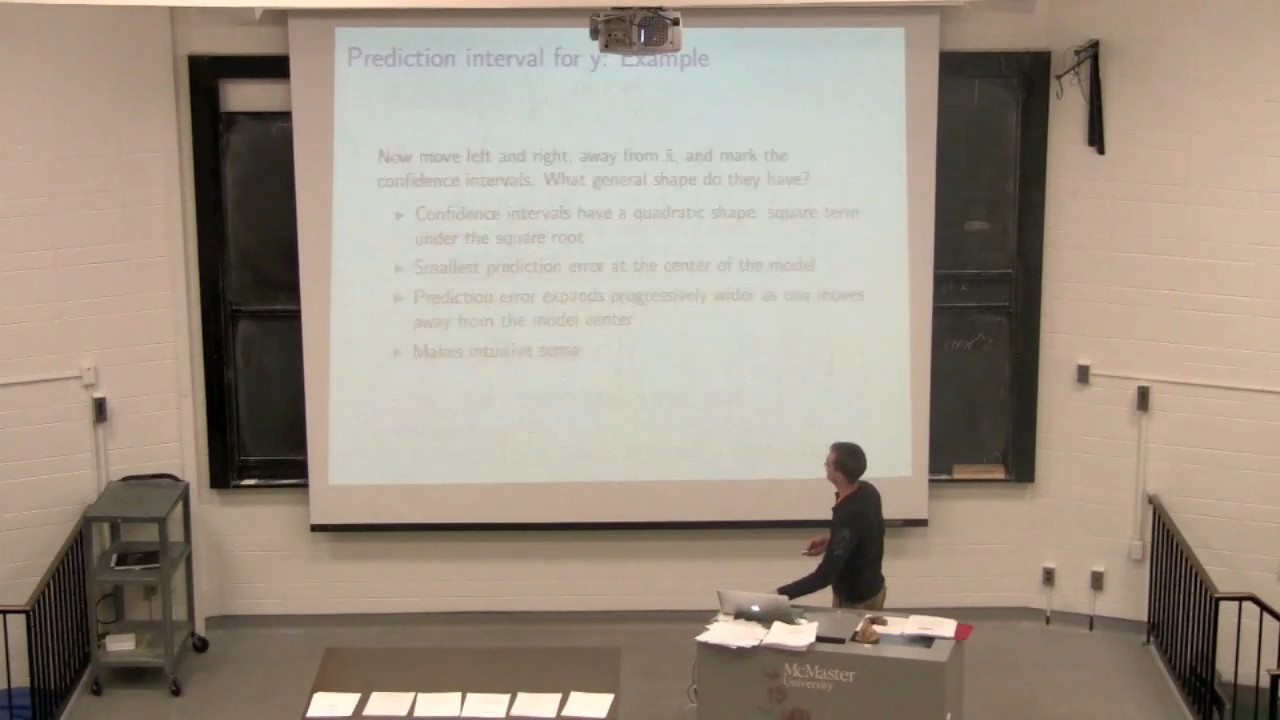 Prediction interval for y: Example
Now move left and right, away from x̄, and mark the
confidence intervals. What general shape do they have?
▸ Confidence intervals have a quadratic shape: square term
under the square root
▸ Smallest prediction error at the center of the model
▸ Prediction error expands progressively wider as one moves
away from the model center
▸ Makes intuitive sense
McMaster
University